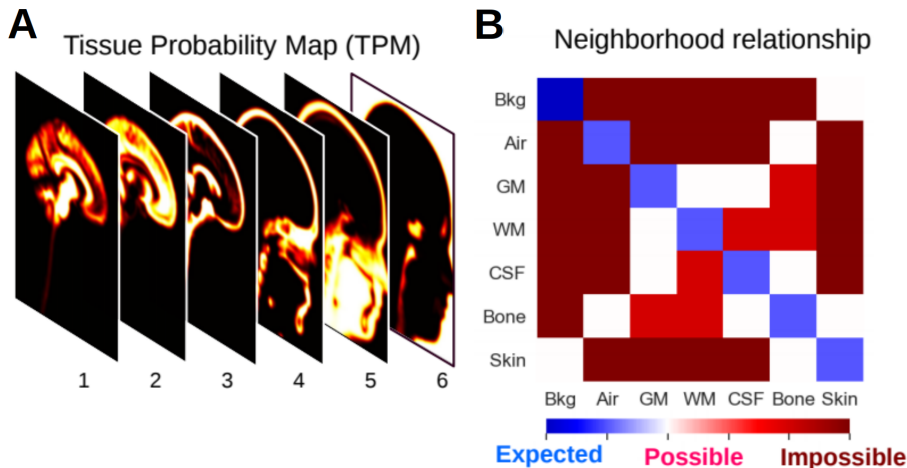 A
Tissue Probability Map (TPM)
1 2 3 4 5 6
B
Neighborhood relationship
Bkg
Air
GM
WM
CSF
Bone
Skin
Bkg Air GM WM CSF Bone Skin
Expected Possible Impossible